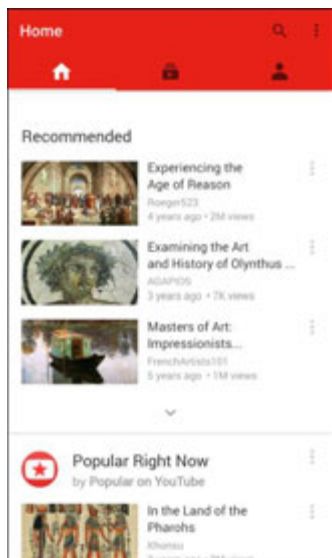 Home
Recommended
Experiencing the
Age of Reason
Roeger523
4 years ago • 2M views
Examining the Art
and History of Olynthus ...
AGAPIOS
3 years ago • 7K views
Masters of Art:
Impressionists...
FrenchArtists101
5 years ago • 1M views
Popular Right Now
by Popular on YouTube
In the Land of the
Pharohs
Khonsu